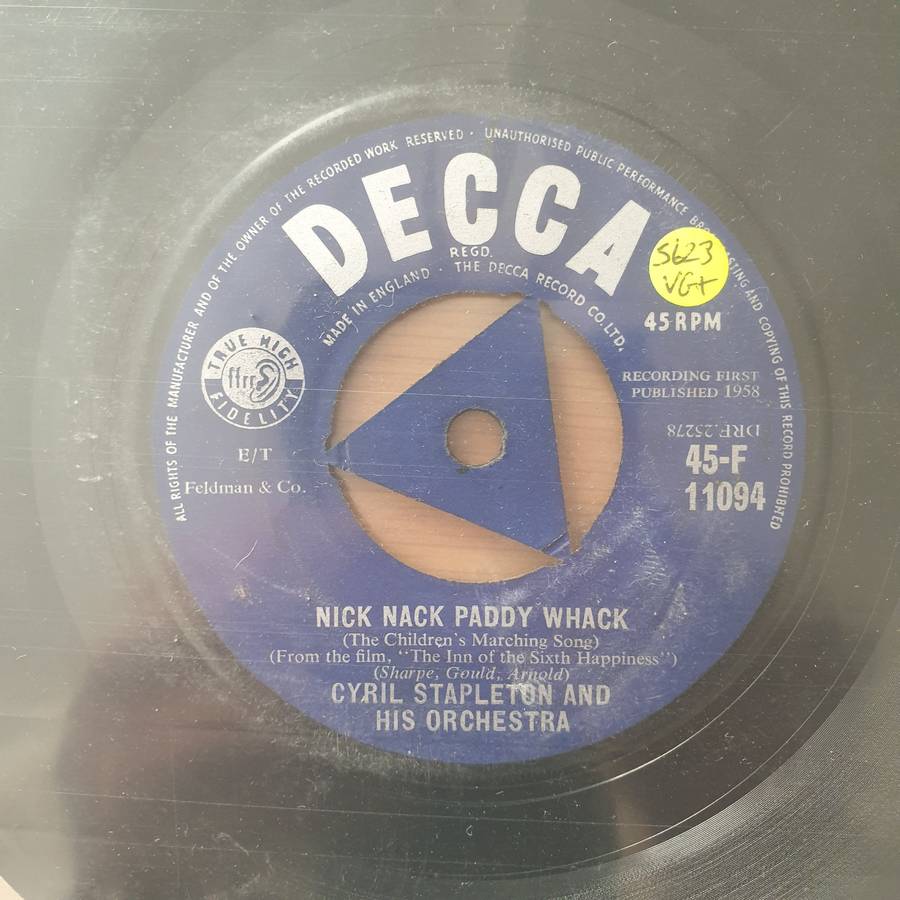 ALL RIGHTS OF THE MANUFACTURER AND OF THE OWNER OF THE RECORDED WORK RESERVED · UNAUTHORISED PUBLIC PERFORMANCE BRO STING AND COPYING OF THIS RECORD PROHIBITED
DECCA
REGD.
MADE IN ENGLAND · THE DECCA RECORD CO. LTD.
S623
VG+
45 RPM
TRUE HIGH
ffrr
FIDELITY
RECORDING FIRST
PUBLISHED 1958
DRF.25278
E/T
45-F
11094
Feldman & Co.
NICK NACK PADDY WHACK
(The Children's Marching Song)
(From the film, "The Inn of the Sixth Happiness")
(Sharpe, Gould, Arnold)
CYRIL STAPLETON AND
HIS ORCHESTRA